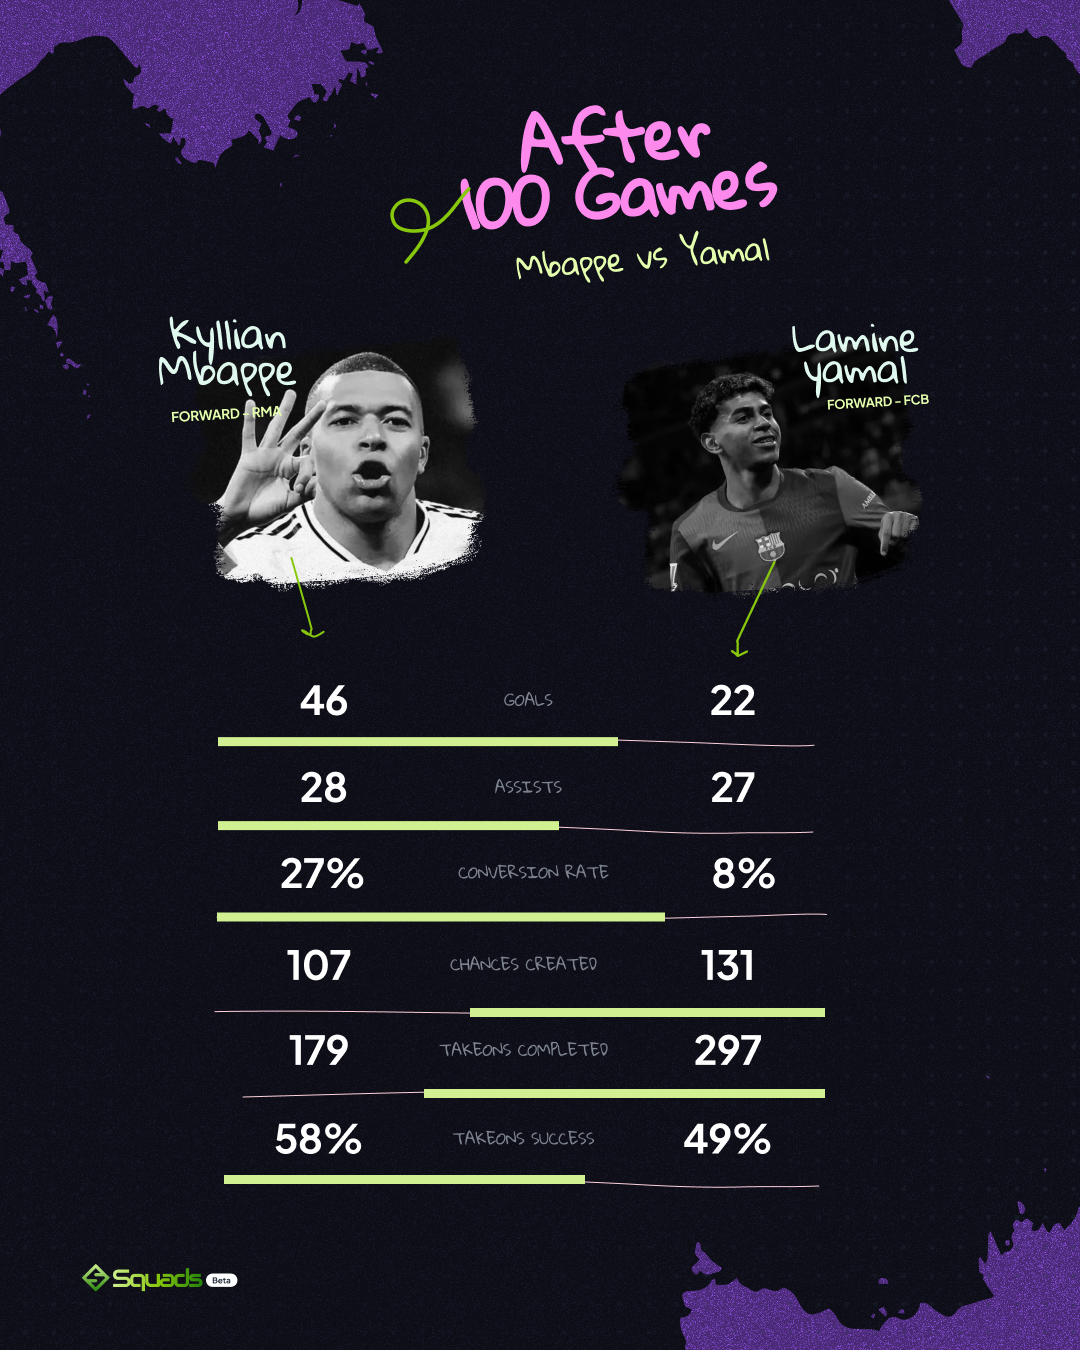 After
100 Games
Mbappe vs Yamal
Kyllian
Mbappe
FORWARD - RMA
Lamine
yamal
FORWARD - FCB
46 GOALS 22
28 ASSISTS 27
27% CONVERSION RATE 8%
107 CHANCES CREATED 131
179 TAKEONS COMPLETED 297
58% TAKEONS SUCCESS 49%
Squads Beta